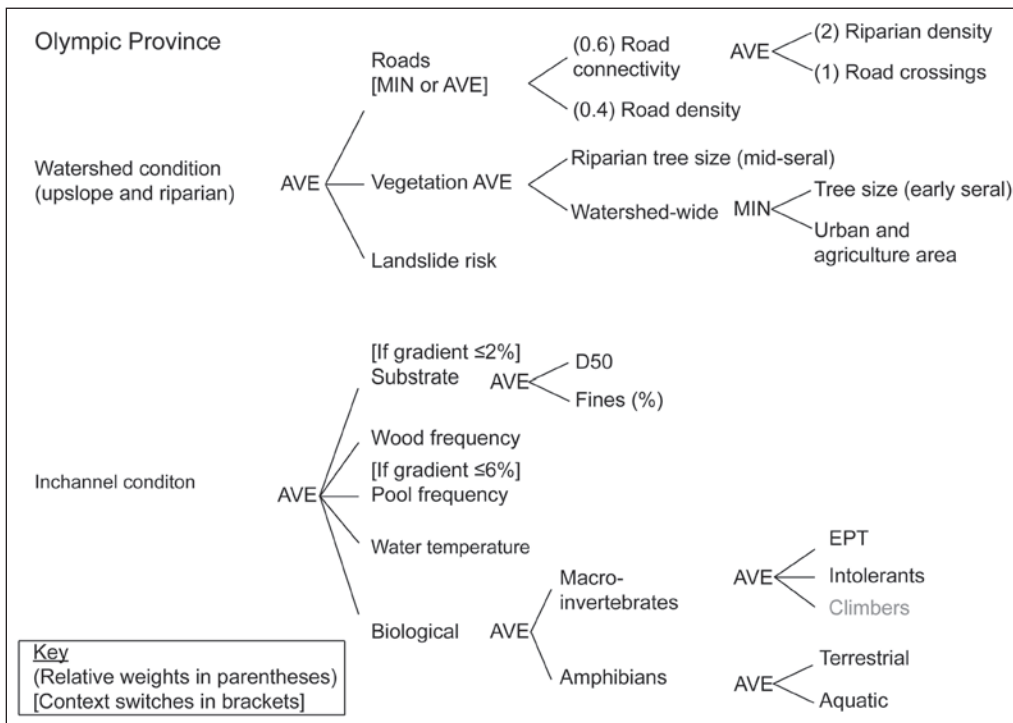 Olympic Province
Roads
[MIN or AVE]
(0.6) Road
connectivity
AVE
(2) Riparian density
(1) Road crossings
(0.4) Road density
Watershed condition
(upslope and riparian)
AVE
Vegetation AVE
Riparian tree size (mid-seral)
Watershed-wide
MIN
Tree size (early seral)
Urban and
agriculture area
Landslide risk
Inchannel conditon
AVE
[If gradient ≤2%]
Substrate
AVE
D50
Fines (%)
Wood frequency
[If gradient ≤6%]
Pool frequency
Water temperature
Biological
AVE
Macro-
invertebrates
AVE
EPT
Intolerants
Climbers
Amphibians
AVE
Terrestrial
Aquatic
Key
(Relative weights in parentheses)
[Context switches in brackets]